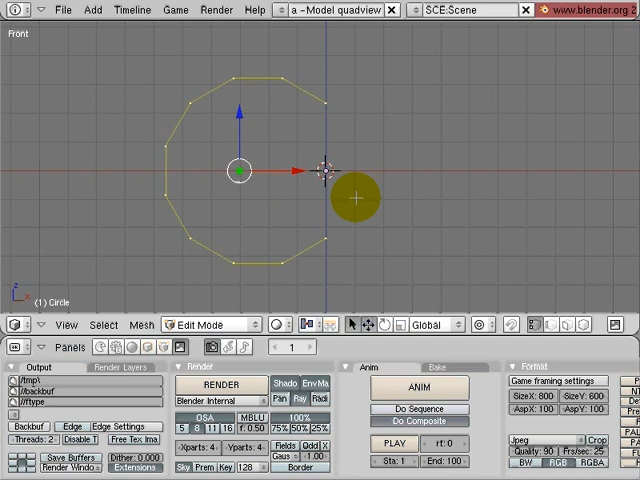 File Add Timeline Game Render Help a -Model quadview SCE:Scene www.blender.org 2
Front
z
x
(1) Circle
View Select Mesh Edit Mode Global
Panels 1
Output Render Layers Render Anim Bake Format
/tmp\
//backbuf
//ftype
Backbuf Edge Edge Settings
Threads: 2 Disable T Free Tex Ima
Save Buffers Dither: 0.000
Render Windo Extensions
RENDER
Blender Internal
Shado EnvMa
Pan Ray Radi
OSA MBLU 100%
5 8 11 16 f: 0.50 75% 50% 25%
Xparts: 4 Yparts: 4 Fields Odd X
Gaus 1.00
Sky Prem Key 128 Border
ANIM
Do Sequence
Do Composite
PLAY rt: 0
Sta: 1 End: 100
Game framing settings
SizeX: 800 SizeY: 600
AspX: 100 AspY: 100
Jpeg Crop
Quality: 90 Frs/sec: 25
BW RGB RGBA